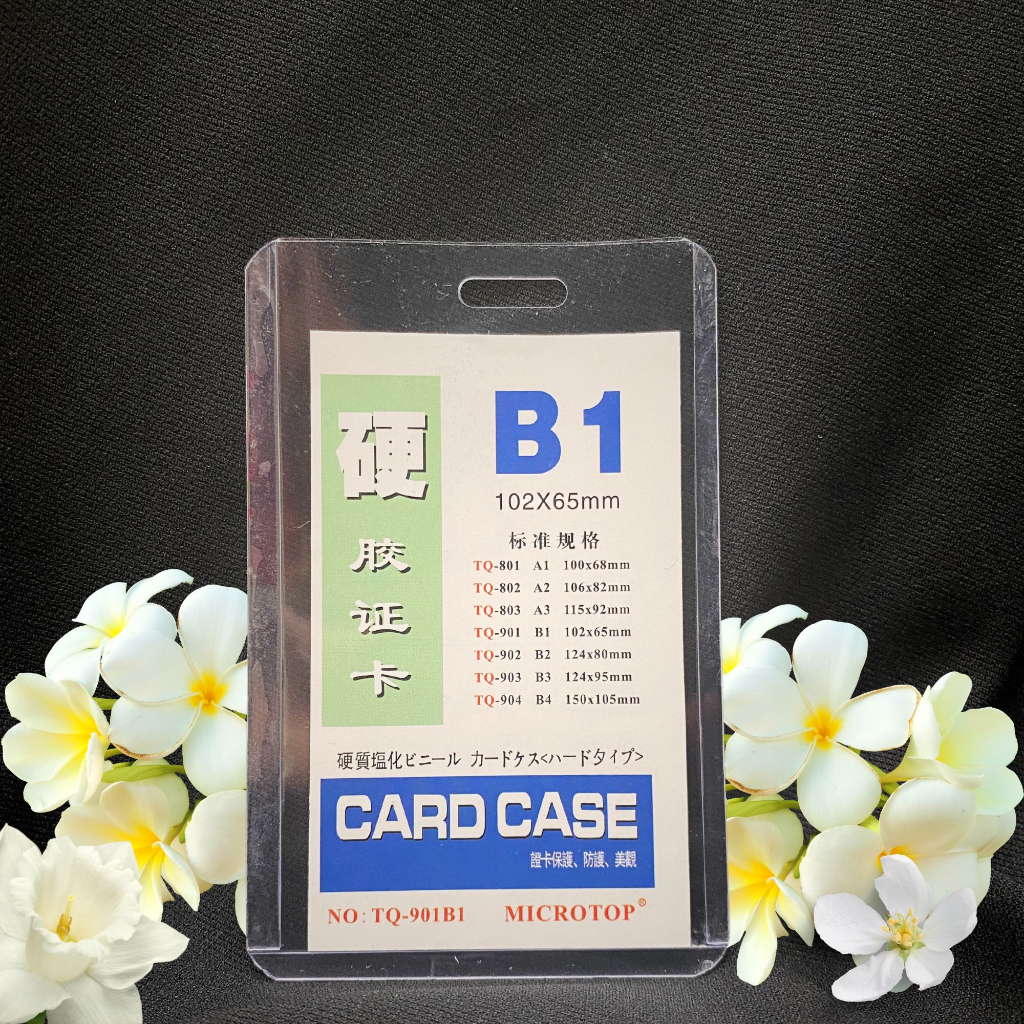 硬
胶
证
卡
B1
102X65mm
标准规格
TQ-801 A1 100x68mm
TQ-802 A2 106x82mm
TQ-803 A3 115x92mm
TQ-901 B1 102x65mm
TQ-902 B2 124x80mm
TQ-903 B3 124x95mm
TQ-904 B4 150x105mm
硬質塩化ビニール カードケス<ハードタイプ>
CARD CASE
證卡保護、防護、美觀
NO: TQ-901B1 MICROTOP®